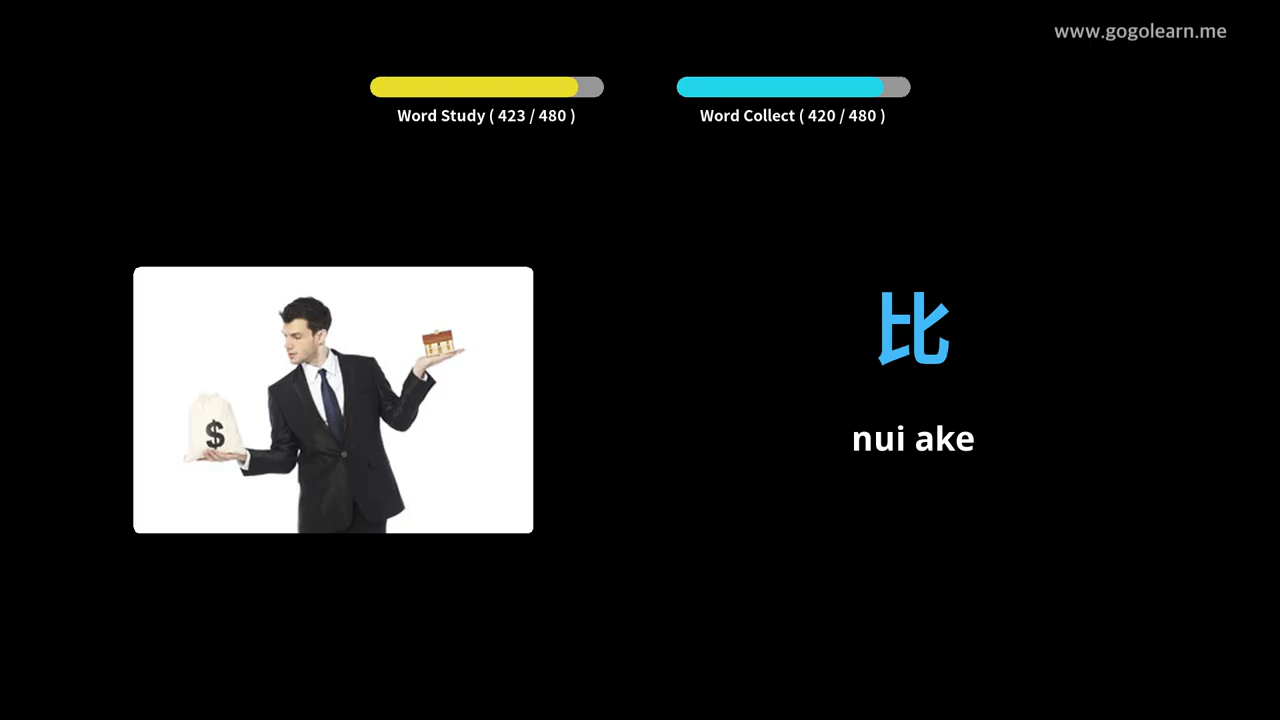 www.gogolearn.me
Word Study ( 423 / 480 )
Word Collect ( 420 / 480 )
$
比
nui ake